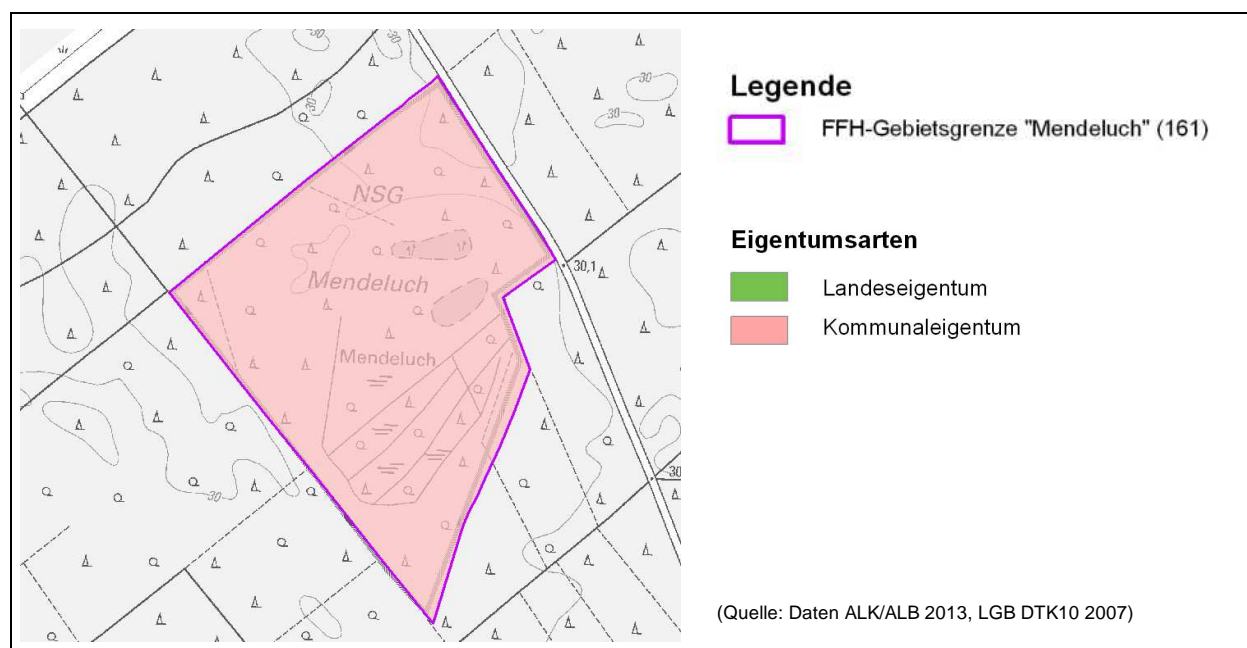 30
30
30
NSG
Mendeluch
30,1
Mendeluch
30
30
Legende
FFH-Gebietsgrenze "Mendeluch" (161)
Eigentumsarten
Landeseigentum
Kommunaleigentum
(Quelle: Daten ALK/ALB 2013, LGB DTK10 2007)